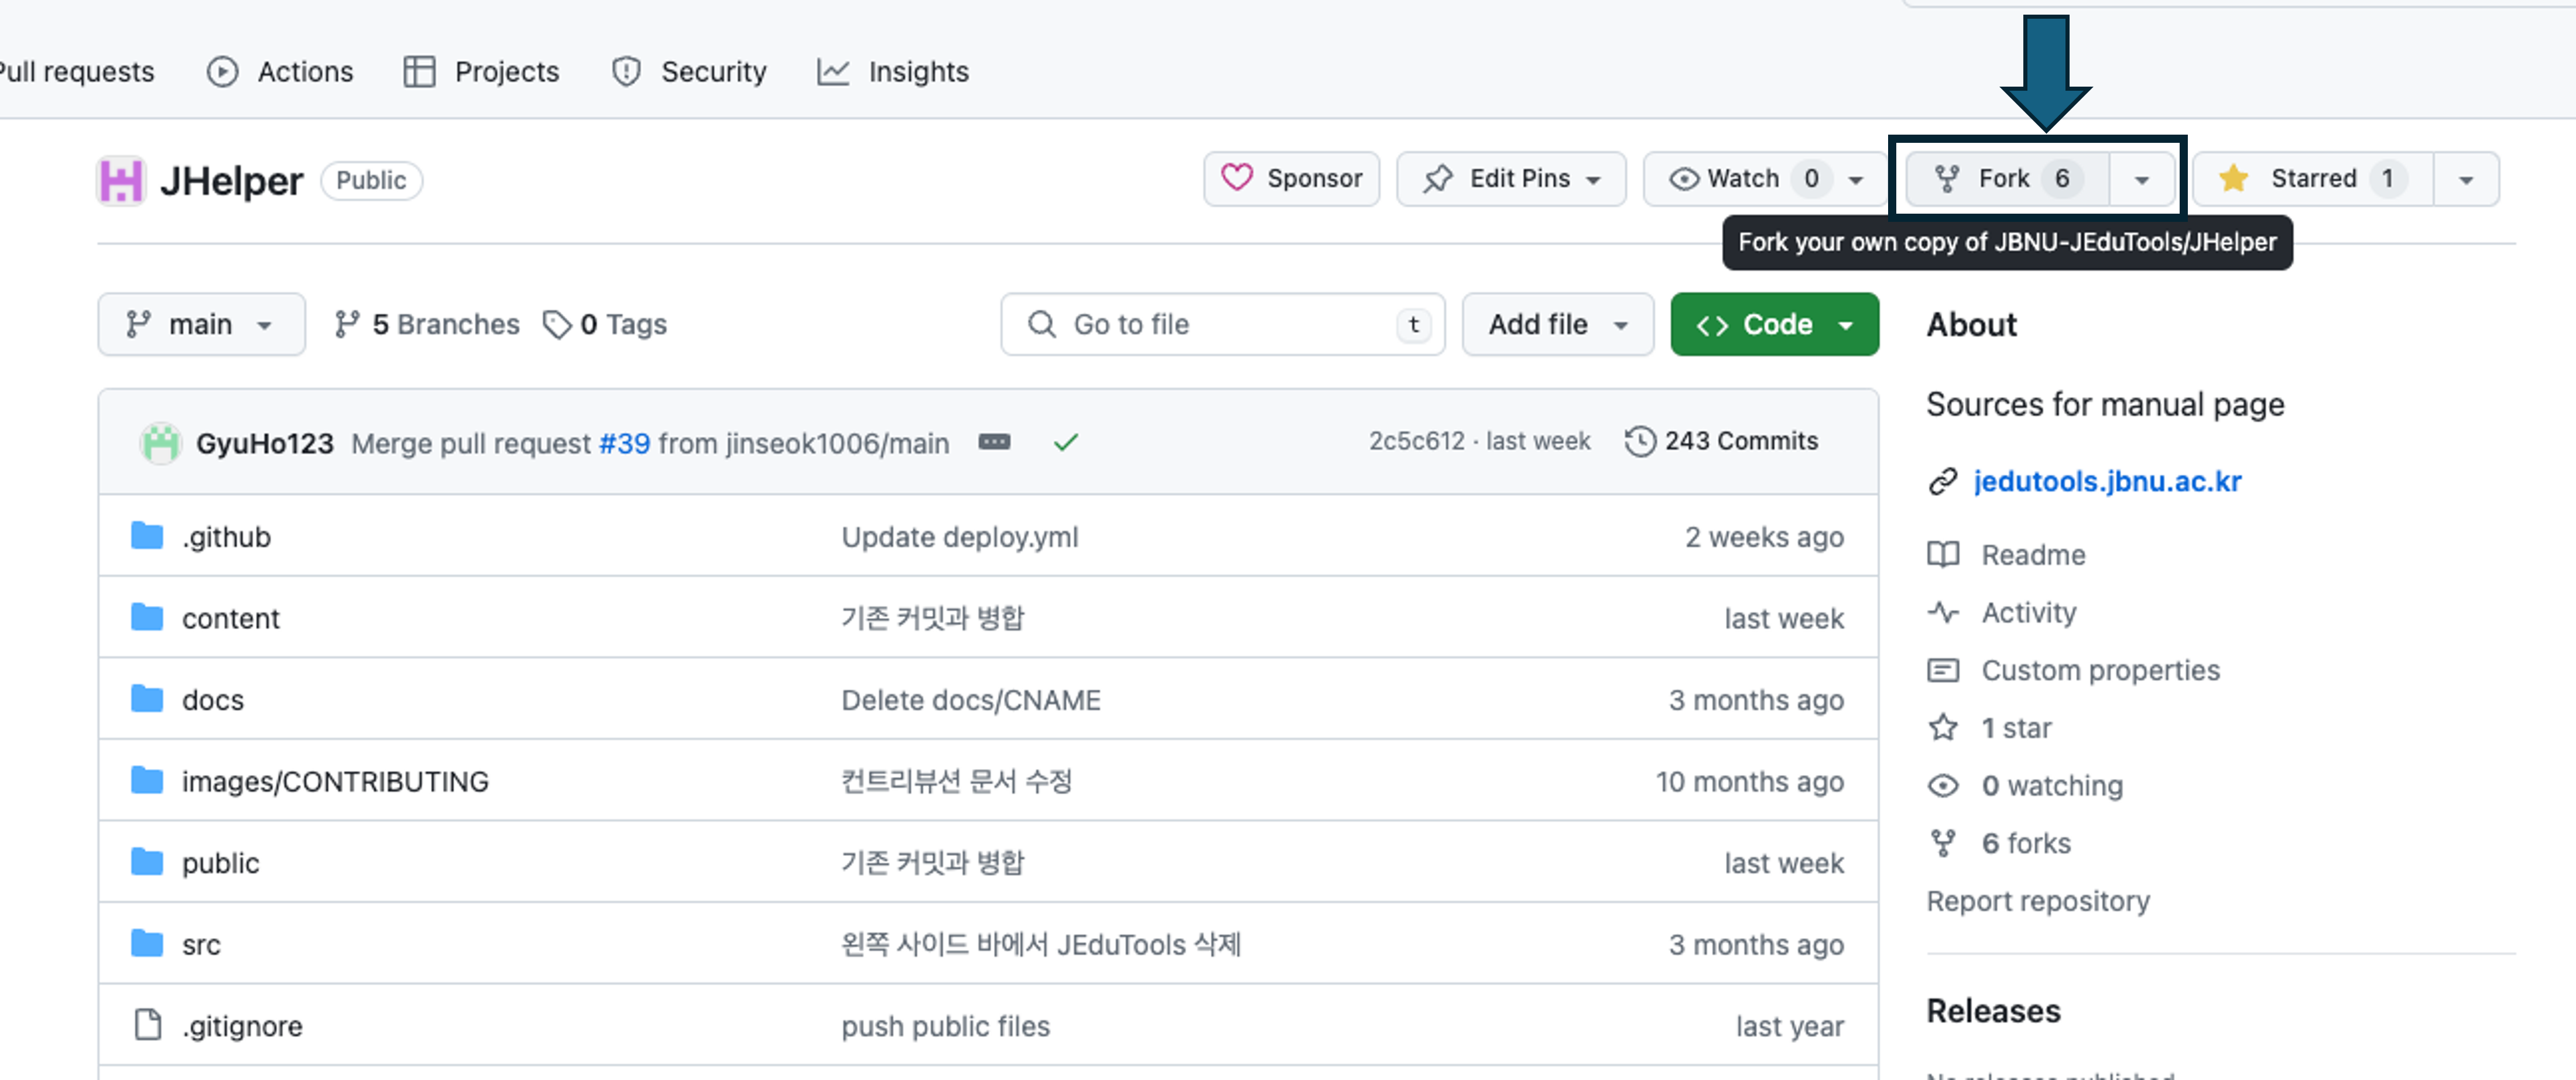 Pull requests Actions Projects Security Insights
JHelper Public Sponsor Edit Pins Watch 0 Fork 6 Starred 1
Fork your own copy of JBNU-JEduTools/JHelper
main 5 Branches 0 Tags Go to file t Add file Code
GyuHo123 Merge pull request #39 from jinseok1006/main 2c5c612 · last week 243 Commits
.github Update deploy.yml 2 weeks ago
content 기존 커밋과 병합 last week
docs Delete docs/CNAME 3 months ago
images/CONTRIBUTING 컨트리뷰션 문서 수정 10 months ago
public 기존 커밋과 병합 last week
src 왼쪽 사이드 바에서 JEduTools 삭제 3 months ago
.gitignore push public files last year
About
Sources for manual page
jedutools.jbnu.ac.kr
Readme
Activity
Custom properties
1 star
0 watching
6 forks
Report repository
Releases
No releases published